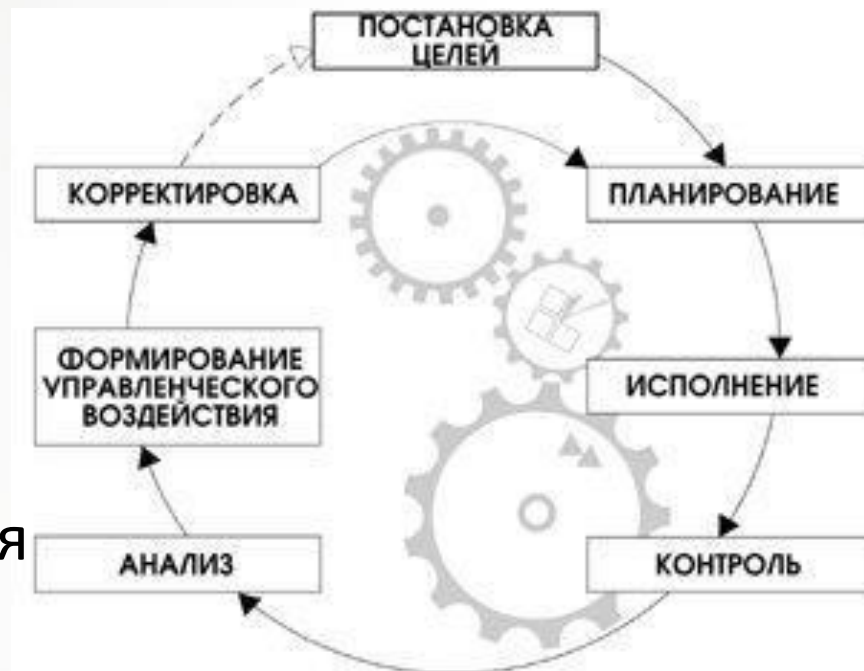 ПОСТАНОВКА
ЦЕЛЕЙ
КОРРЕКТИРОВКА
ПЛАНИРОВАНИЕ
ФОРМИРОВАНИЕ
УПРАВЛЕНЧЕСКОГО
ВОЗДЕЙСТВИЯ
ИСПОЛНЕНИЕ
я
АНАЛИЗ
КОНТРОЛЬ